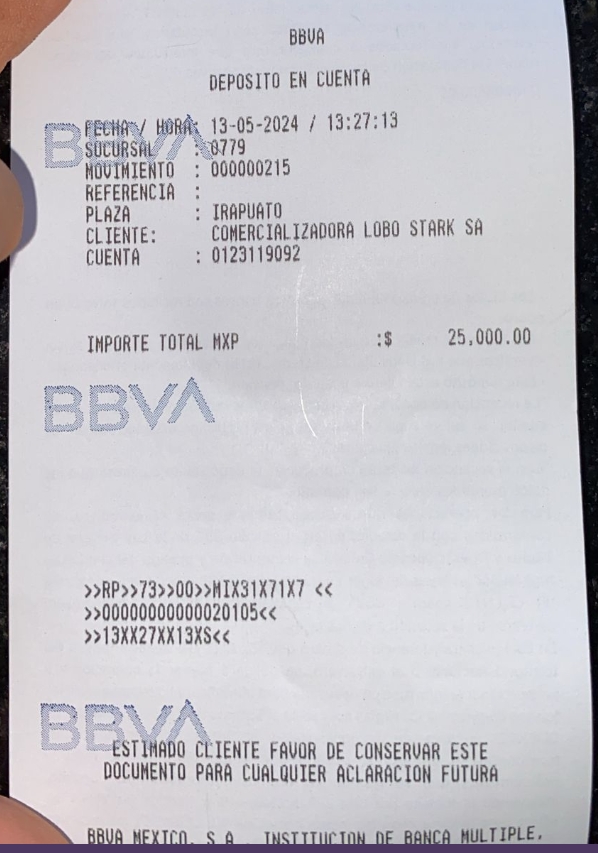 BBVA
DEPOSITO EN CUENTA
FECHA / HORA: 13-05-2024 / 13:27:13
SUCURSAL : 0779
MOVIMIENTO : 000000215
REFERENCIA :
PLAZA : IRAPUATO
CLIENTE: COMERCIALIZADORA LOBO STARK SA
CUENTA : 0123119092
IMPORTE TOTAL MXP :$ 25,000.00
BBVA
>>RP>>73>>00>>MIX31X71X7 <<
>>00000000000020105<<
>>13XX27XX13XS<<
BBVA
ESTIMADO CLIENTE FAVOR DE CONSERVAR ESTE
DOCUMENTO PARA CUALQUIER ACLARACION FUTURA
BBVA MEXICO, S.A., INSTITUCION DE BANCA MULTIPLE,